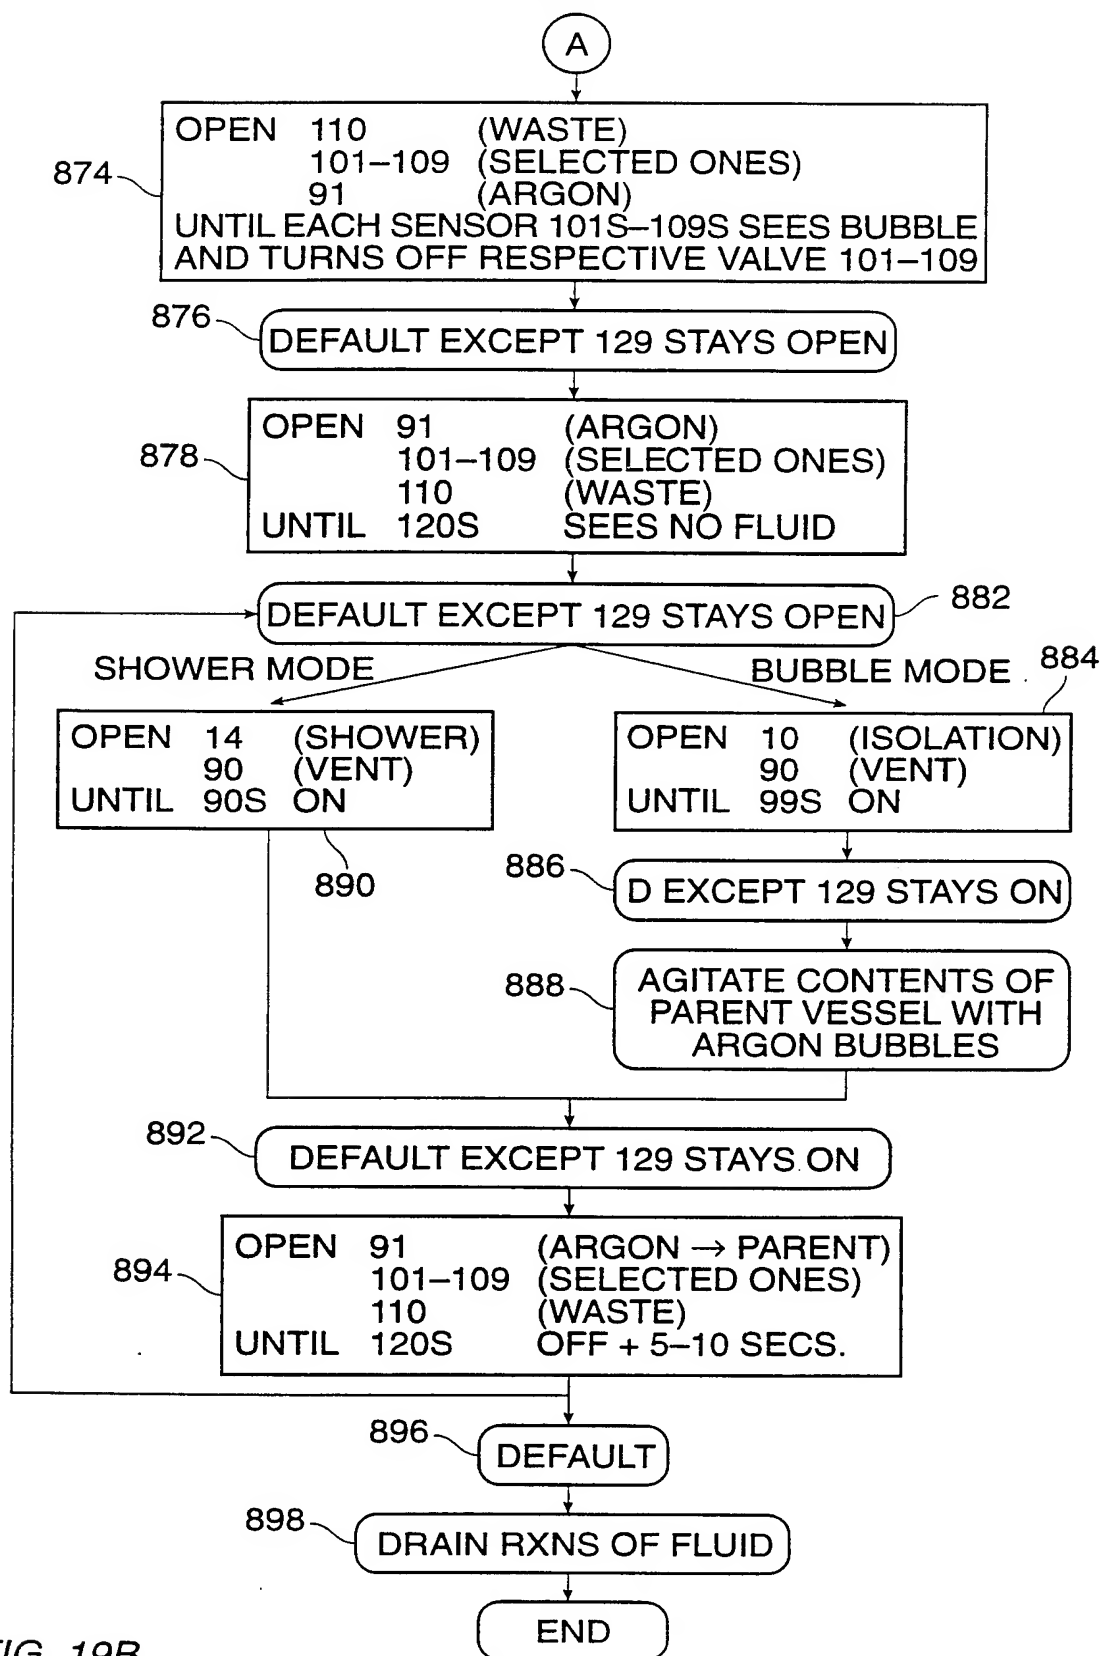 A
OPEN 110 (WASTE)
101–109 (SELECTED ONES)
91 (ARGON)
UNTIL EACH SENSOR 101S–109S SEES BUBBLE
AND TURNS OFF RESPECTIVE VALVE 101–109
874
876
DEFAULT EXCEPT 129 STAYS OPEN
OPEN 91 (ARGON)
101–109 (SELECTED ONES)
110 (WASTE)
UNTIL 120S SEES NO FLUID
878
DEFAULT EXCEPT 129 STAYS OPEN
882
SHOWER MODE
BUBBLE MODE
884
OPEN 14 (SHOWER)
90 (VENT)
UNTIL 90S ON
890
OPEN 10 (ISOLATION)
90 (VENT)
UNTIL 99S ON
886
D EXCEPT 129 STAYS ON
888
AGITATE CONTENTS OF
PARENT VESSEL WITH
ARGON BUBBLES
892
DEFAULT EXCEPT 129 STAYS ON
894
OPEN 91 (ARGON → PARENT)
101–109 (SELECTED ONES)
110 (WASTE)
UNTIL 120S OFF + 5–10 SECS.
896
DEFAULT
898
DRAIN RXNS OF FLUID
END